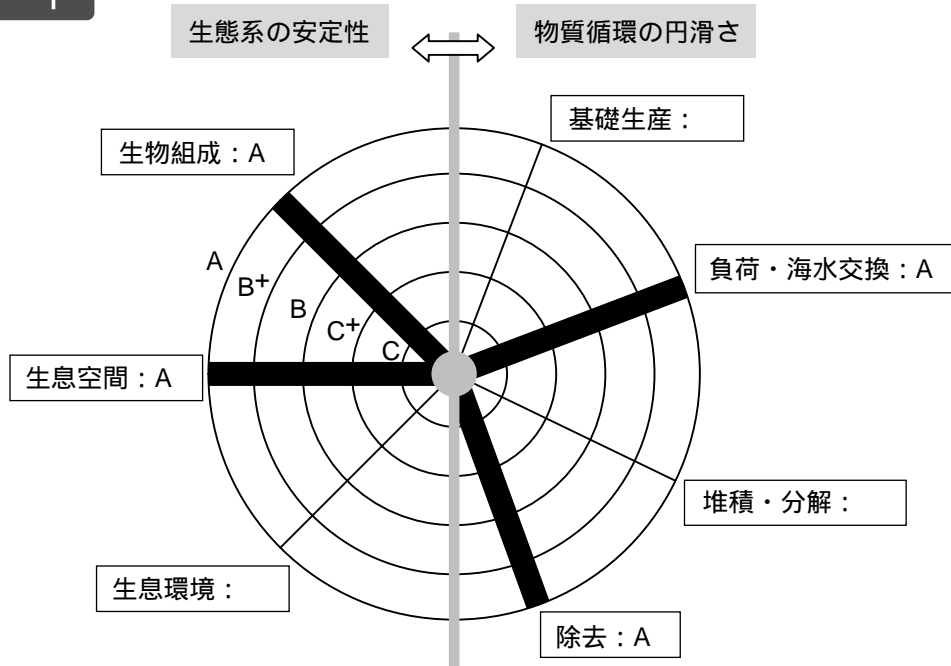 生態系の安定性
物質循環の円滑さ
基礎生産：
生物組成：A
負荷・海水交換：A
A
B+
B
C+
C
生息空間：A
堆積・分解：
生息環境：
除去：A